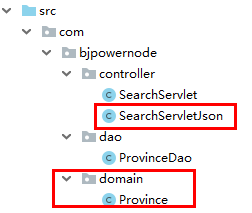 src
com
bjpowernode
controller
SearchServlet
SearchServletJson
dao
ProvinceDao
domain
Province